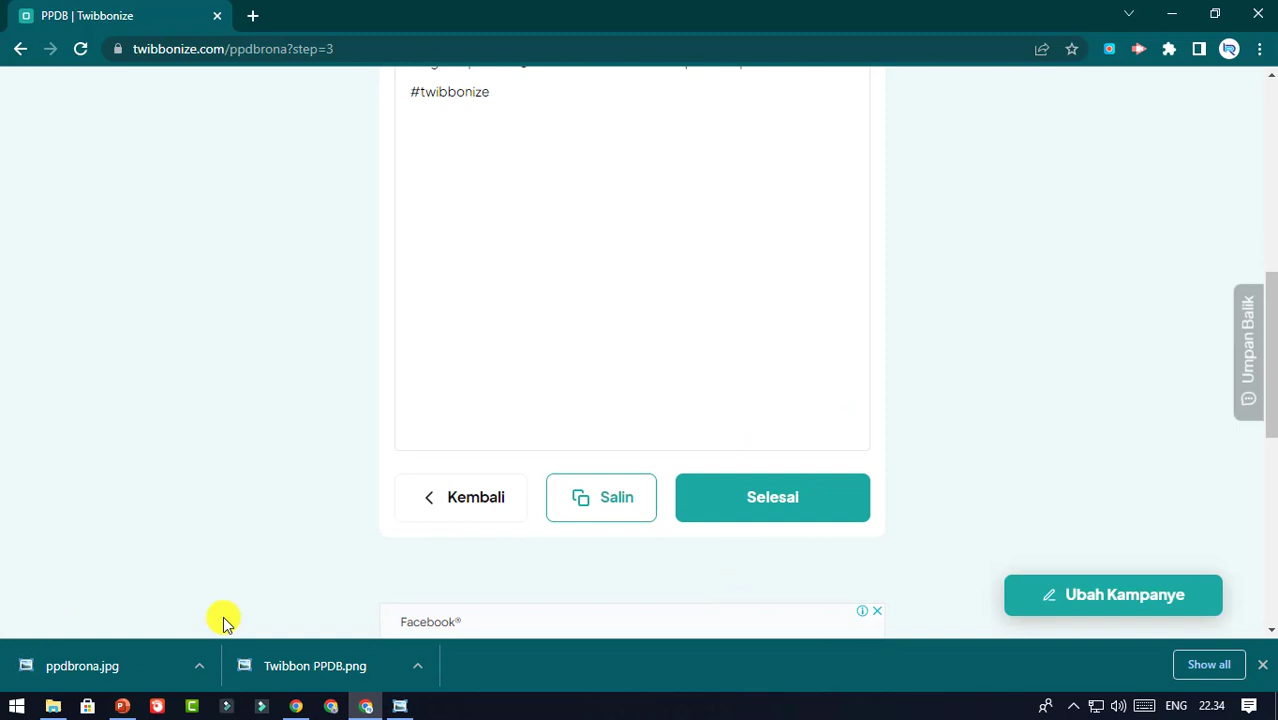 PPDB | Twibbonize
twibbonize.com/ppdbrona?step=3
#twibbonize
Umpan Balik
Kembali
Salin
Selesai
Ubah Kampanye
Facebook®
ppdbrona.jpg
Twibbon PPDB.png
Show all
ENG
22.34